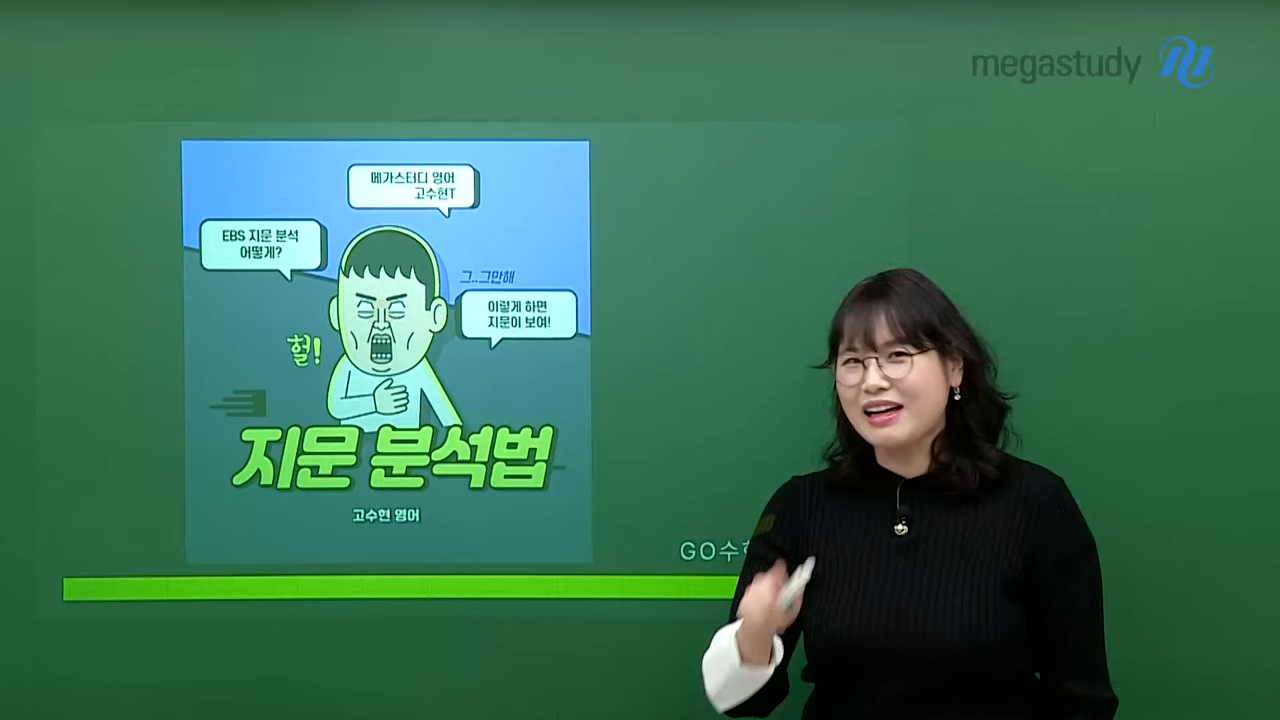 megastudy
메가스터디 영어
고수현T
EBS 지문 분석
어떻게?
그..그만해
이렇게 하면
지문이 보여!
헐!
지문 분석법
고수현 영어
GO수